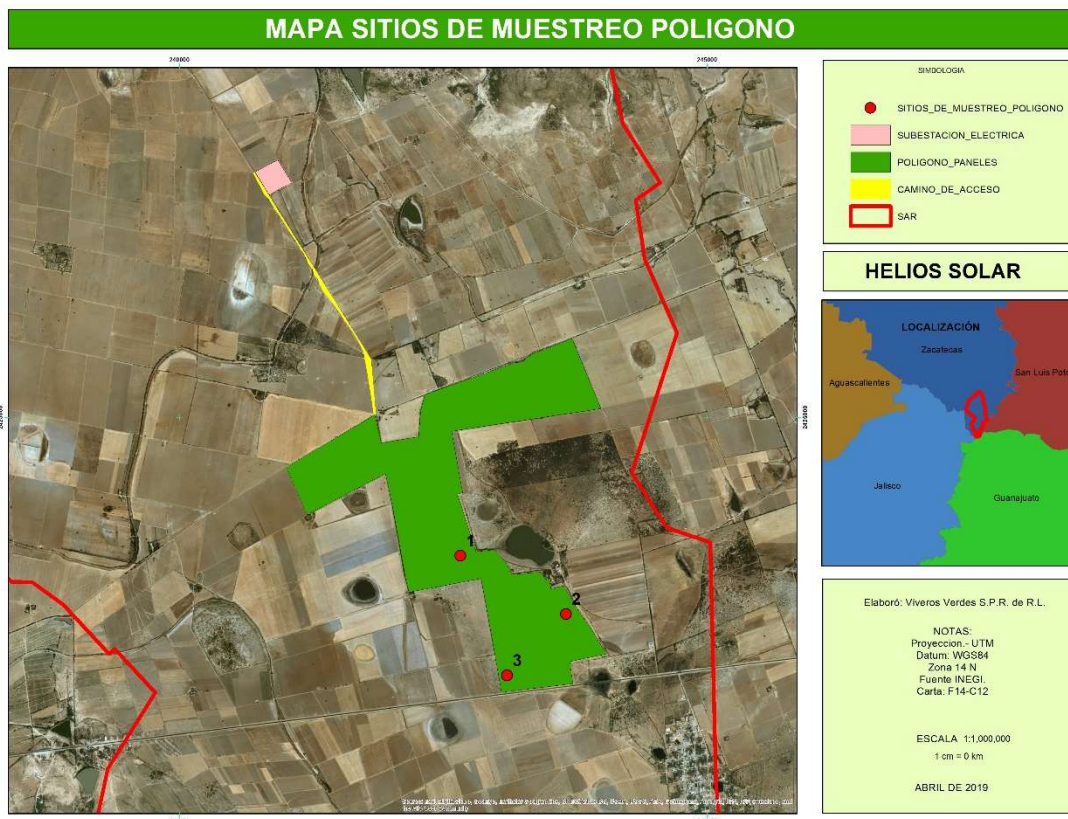 MAPA SITIOS DE MUESTREO POLIGONO
240000
245000
SIMBOLOGIA
SITIOS_DE_MUESTREO_POLIGONO
SUBESTACION_ELECTRICA
POLIGONO_PANELES
CAMINO_DE_ACCESO
SAR
HELIOS SOLAR
LOCALIZACIÓN
Zacatecas
San Luis Poto
Aguascalientes
Jalisco
Guanajuato
1
2
3
Elaboró: Viveros Verdes S.P.R. de R.L.
NOTAS:
Proyeccion.- UTM
Datum: WGS84
Zona 14 N
Fuente INEGI.
Carta: F14-C12
ESCALA 1:1,000,000
1 cm = 0 km
ABRIL DE 2019